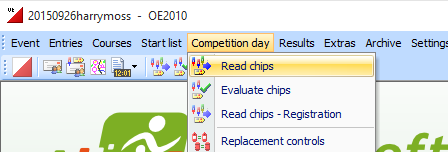 20150926harrymoss - OE2010
Event Entries Courses Start list Competition day Results Extras Archive Settings
12:01
Read chips
Evaluate chips
Read chips - Registration
Replacement controls